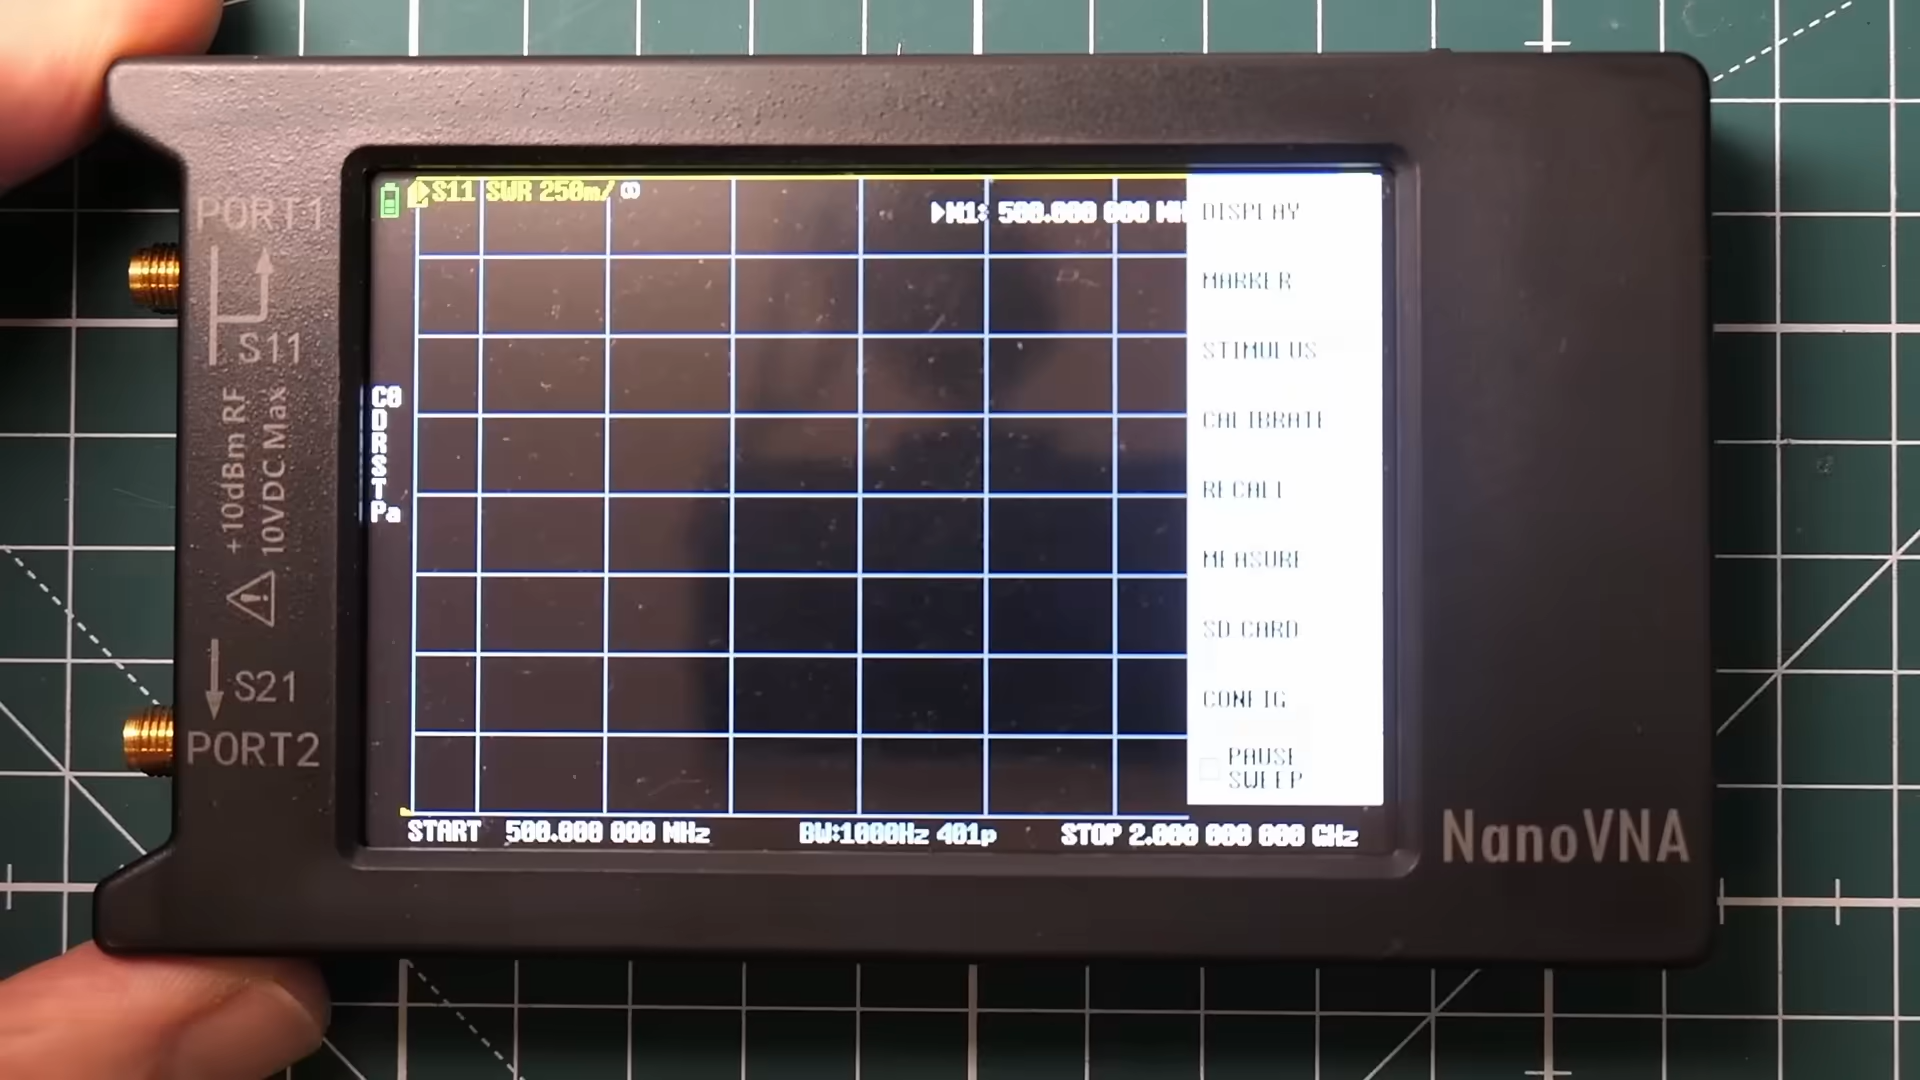 PORT1
S11
+10dBm RF
10VDC Max
S21
PORT2
S11 SWR 250m/ ∞
M1: 500.000 000 MH
C0
D
R
S
T
Pa
START 500.000 000 MHz
BW:1000Hz 401p
STOP 2.000 000 000 GHz
DISPLAY
MARKER
STIMULUS
CALIBRATE
RECALL
MEASURE
SD CARD
CONFIG
PAUSE
SWEEP
NanoVNA